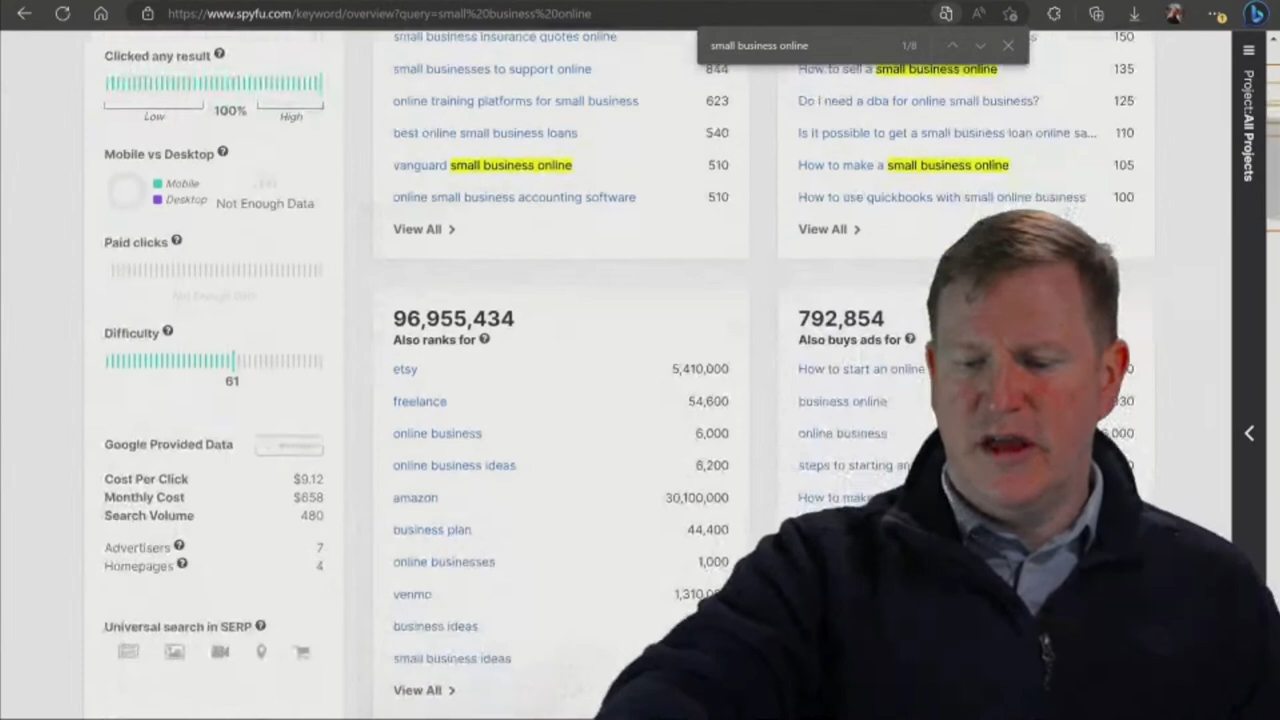 https://www.spyfu.com/keyword/overview?query=small%20business%20online
small business online 1/8
Clicked any result
Low 100% High
Mobile vs Desktop
Mobile
Desktop Not Enough Data
Paid clicks
Not Enough Data
Difficulty
61
Google Provided Data
Cost Per Click $9.12
Monthly Cost $658
Search Volume 480
Advertisers 7
Homepages 4
Universal search in SERP
small business insurance quotes online
small businesses to support online 844
online training platforms for small business 623
best online small business loans 540
vanguard small business online 510
online small business accounting software 510
View All
150
How to sell a small business online 135
Do I need a dba for online small business? 125
Is it possible to get a small business loan online sa... 110
How to make a small business online 105
How to use quickbooks with small online business 100
View All
96,955,434
Also ranks for
etsy 5,410,000
freelance 54,600
online business 6,000
online business ideas 6,200
amazon 30,100,000
business plan 44,400
online businesses 1,000
venmo
business ideas
small business ideas
View All
792,854
Also buys ads for
How to start an online
business online
online business
steps to starting an
How to make
Project:All Projects